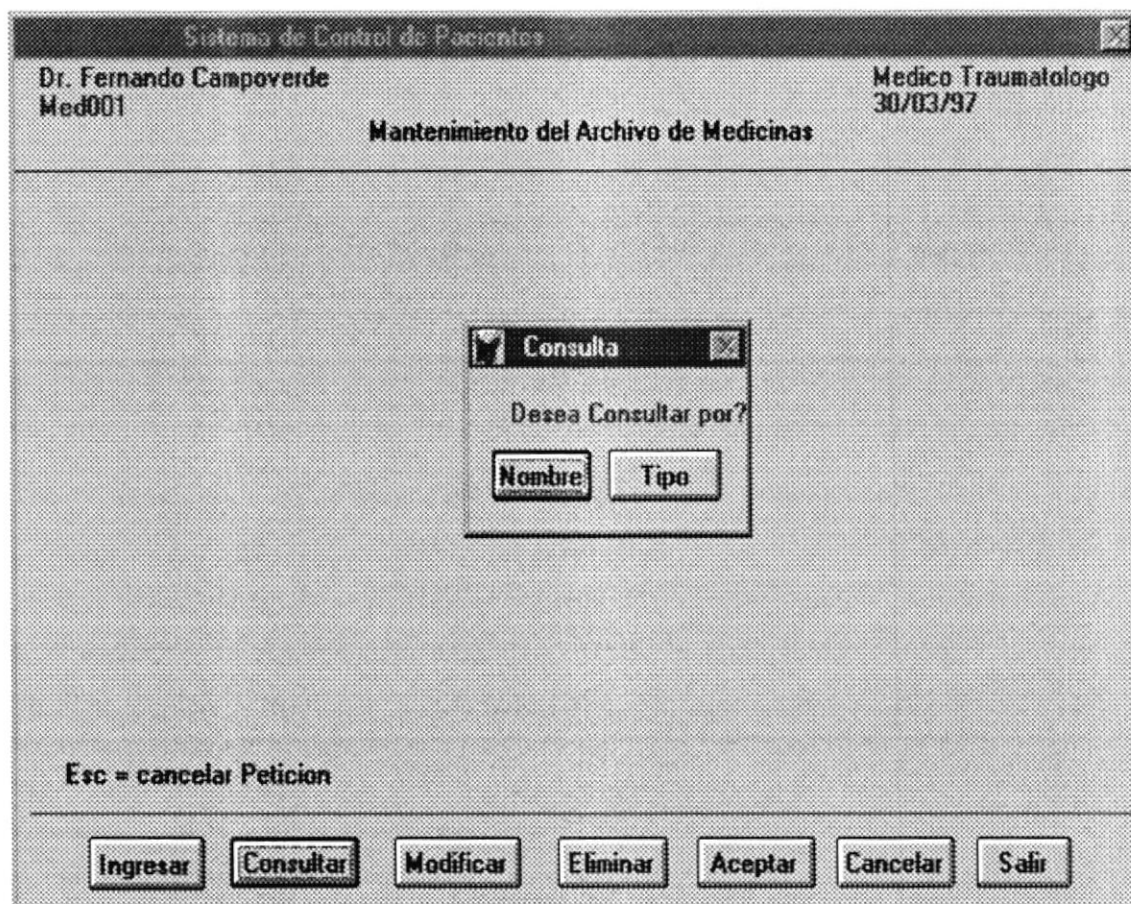 Sistema de Control de Pacientes
Dr. Fernando Campoverde Medico Traumatologo
Med001 30/03/97
Mantenimiento del Archivo de Medicinas
Consulta
Desea Consultar por?
Nombre Tipo
Esc = cancelar Peticion
Ingresar Consultar Modificar Eliminar Aceptar Cancelar Salir